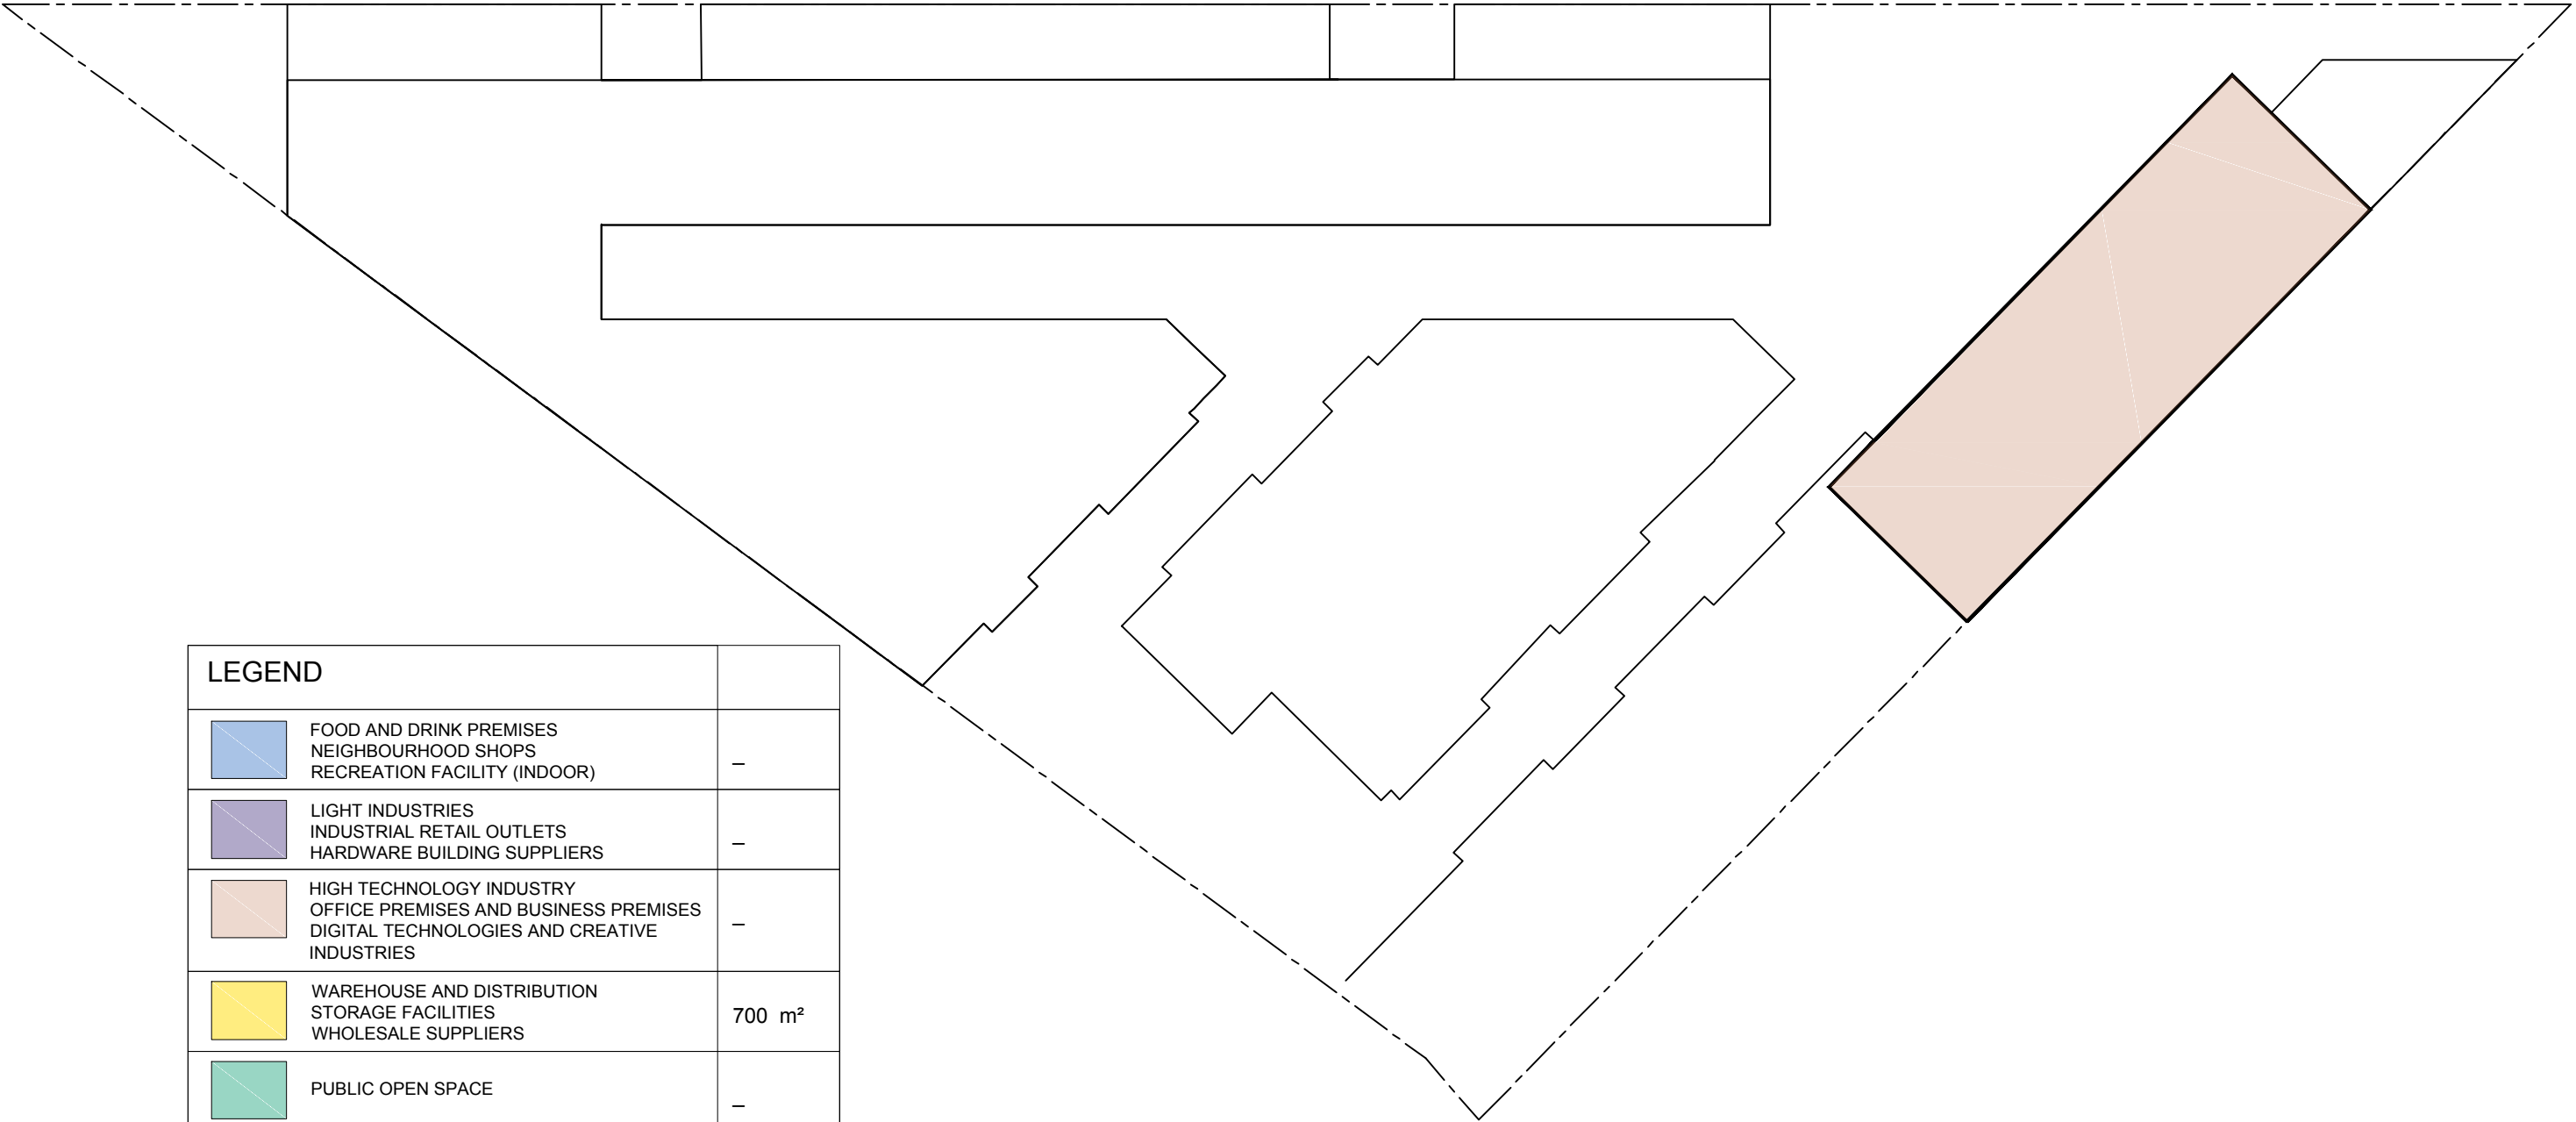 LEGEND
FOOD AND DRINK PREMISES
NEIGHBOURHOOD SHOPS
RECREATION FACILITY (INDOOR)
–
LIGHT INDUSTRIES
INDUSTRIAL RETAIL OUTLETS
HARDWARE BUILDING SUPPLIERS
–
HIGH TECHNOLOGY INDUSTRY
OFFICE PREMISES AND BUSINESS PREMISES
DIGITAL TECHNOLOGIES AND CREATIVE
INDUSTRIES
–
WAREHOUSE AND DISTRIBUTION
STORAGE FACILITIES
WHOLESALE SUPPLIERS
700 m²
PUBLIC OPEN SPACE
–